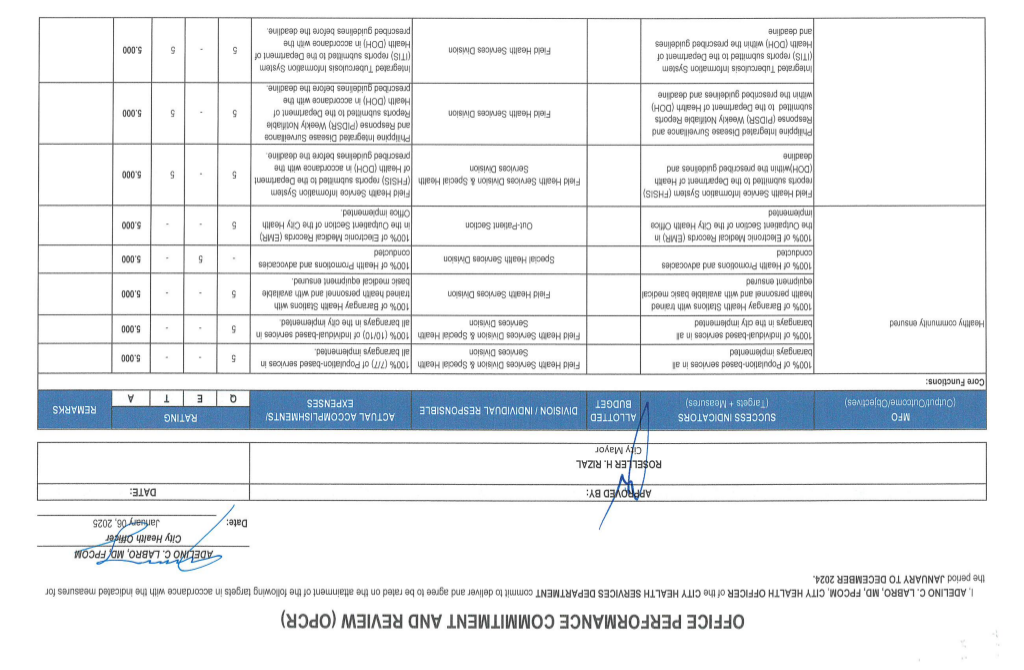 OFFICE PERFORMANCE COMMITMENT AND REVIEW (OPCR)
I, ADELINO C. LABRO, MD, FPCOM, CITY HEALTH OFFICER of the CITY HEALTH SERVICES DEPARTMENT commit to deliver and agree to be rated on the attainment of the following targets in accordance with the indicated measures for
the period JANUARY TO DECEMBER 2024.
ADELINO C. LABRO, MD, FPCOM
City Health Officer
Date: January 06, 2025
APPROVED BY:
DATE:
ROSELLER H. RIZAL
City Mayor
MFO
(Output/Outcome/Objectives)
SUCCESS INDICATORS
(Targets + Measures)
ALLOTTED
BUDGET
DIVISION / INDIVIDUAL RESPONSIBLE
ACTUAL ACCOMPLISHMENTS/
EXPENSES
RATING
Q E T A
REMARKS
Core Functions:
Healthy community ensured
100% of Population-based services in all
barangays implemented
Field Health Services Division & Special Health
Services Division
100% (7/7) of Population-based services in
all barangays implemented.
5 - - 5.000
100% of Individual-based services in all
barangays in the city implemented
Field Health Services Division & Special Health
Services Division
100% (10/10) of Individual-based services in
all barangays in the city implemented.
5 - - 5.000
100% of Barangay Health Stations with trained
health personnel and with available basic medical
equipment ensured
Field Health Services Division
100% of Barangay Health Stations with
trained health personnel and with available
basic medical equipment ensured.
5 - - 5.000
100% of Health Promotions and advocacies
conducted
Special Health Services Division
100% of Health Promotions and advocacies
conducted
- 5 - 5.000
100% of Electronic Medical Records (EMR) in
the Outpatient Section of the City Health Office
implemented
Out-Patient Section
100% of Electronic Medical Records (EMR)
in the Outpatient Section of the City Health
Office implemented.
5 - - 5.000
Field Health Service Information System (FHSIS)
reports submitted to the Department of Health
(DOH)within the prescribed guidelines and
deadline
Field Health Services Division & Special Health
Services Division
Field Health Service Information System
(FHSIS) reports submitted to the Department
of Health (DOH) in accordance with the
prescribed guidelines before the deadline.
5 - 5 5.000
Philippine Integrated Disease Surveillance and
Response (PIDSR) Weekly Notifiable Reports
submitted to the Department of Health (DOH)
within the prescribed guidelines and deadline
Field Health Services Division
Philippine Integrated Disease Surveillance
and Response (PIDSR) Weekly Notifiable
Reports submitted to the Department of
Health (DOH) in accordance with the
prescribed guidelines before the deadline.
5 - 5 5.000
Integrated Tuberculosis Information System
(ITIS) reports submitted to the Department of
Health (DOH) within the prescribed guidelines
and deadline
Field Health Services Division
Integrated Tuberculosis Information System
(ITIS) reports submitted to the Department of
Health (DOH) in accordance with the
prescribed guidelines before the deadline.
5 - 5 5.000